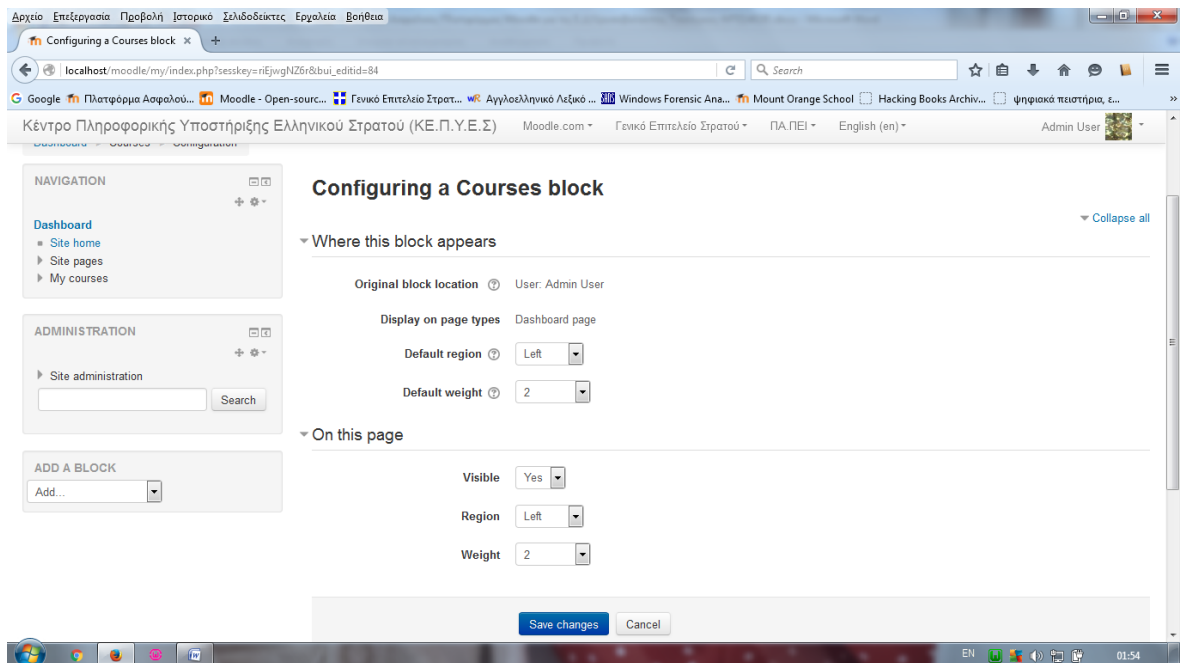 Αρχείο Επεξεργασία Προβολή Ιστορικό Σελιδοδείκτες Εργαλεία Βοήθεια
Configuring a Courses block × +
localhost/moodle/my/index.php?sesskey=riEjwgNZ6r&bui_editid=84 Search
Google Πλατφόρμα Ασφαλού... Moodle - Open-sourc... Γενικό Επιτελείο Στρατ... Αγγλοελληνικό Λεξικό ... Windows Forensic Ana... Mount Orange School Hacking Books Archiv... ψηφιακά πειστήρια, ε... »
Κέντρο Πληροφορικής Υποστήριξης Ελληνικού Στρατού (ΚΕ.Π.Υ.Ε.Σ) Moodle.com Γενικό Επιτελείο Στρατού ΠΑ.ΠΕΙ English (en) Admin User
Dashboard Courses Configuration
NAVIGATION
Dashboard
Site home
Site pages
My courses
ADMINISTRATION
Site administration
Search
ADD A BLOCK
Add...
Configuring a Courses block
Collapse all
Where this block appears
Original block location ? User: Admin User
Display on page types Dashboard page
Default region ? Left
Default weight ? 2
On this page
Visible Yes
Region Left
Weight 2
Save changes Cancel
EN 01:54